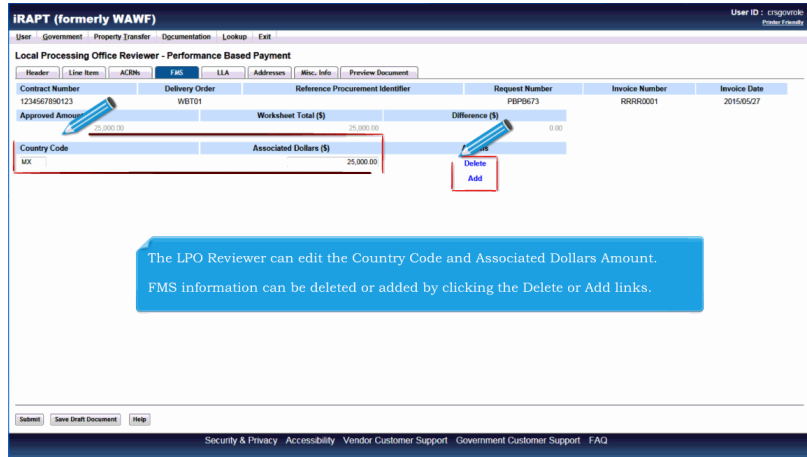 iRAPT (formerly WAWF)
User ID : crsgovrole
Printer Friendly
User Government Property Transfer Documentation Lookup Exit
Local Processing Office Reviewer - Performance Based Payment
Header Line Item ACRNs FMS LLA Addresses Misc. Info Preview Document
Contract Number Delivery Order Reference Procurement Identifier Request Number Invoice Number Invoice Date
1234567890123 WBT01 PBPB673 RRRR0001 2015/05/27
Approved Amount Worksheet Total ($) Difference ($)
25,000.00 25,000.00 0.00
Country Code Associated Dollars ($)
MX 25,000.00 Delete
Add
The LPO Reviewer can edit the Country Code and Associated Dollars Amount.
FMS information can be deleted or added by clicking the Delete or Add links.
Submit Save Draft Document Help
Security & Privacy Accessibility Vendor Customer Support Government Customer Support FAQ